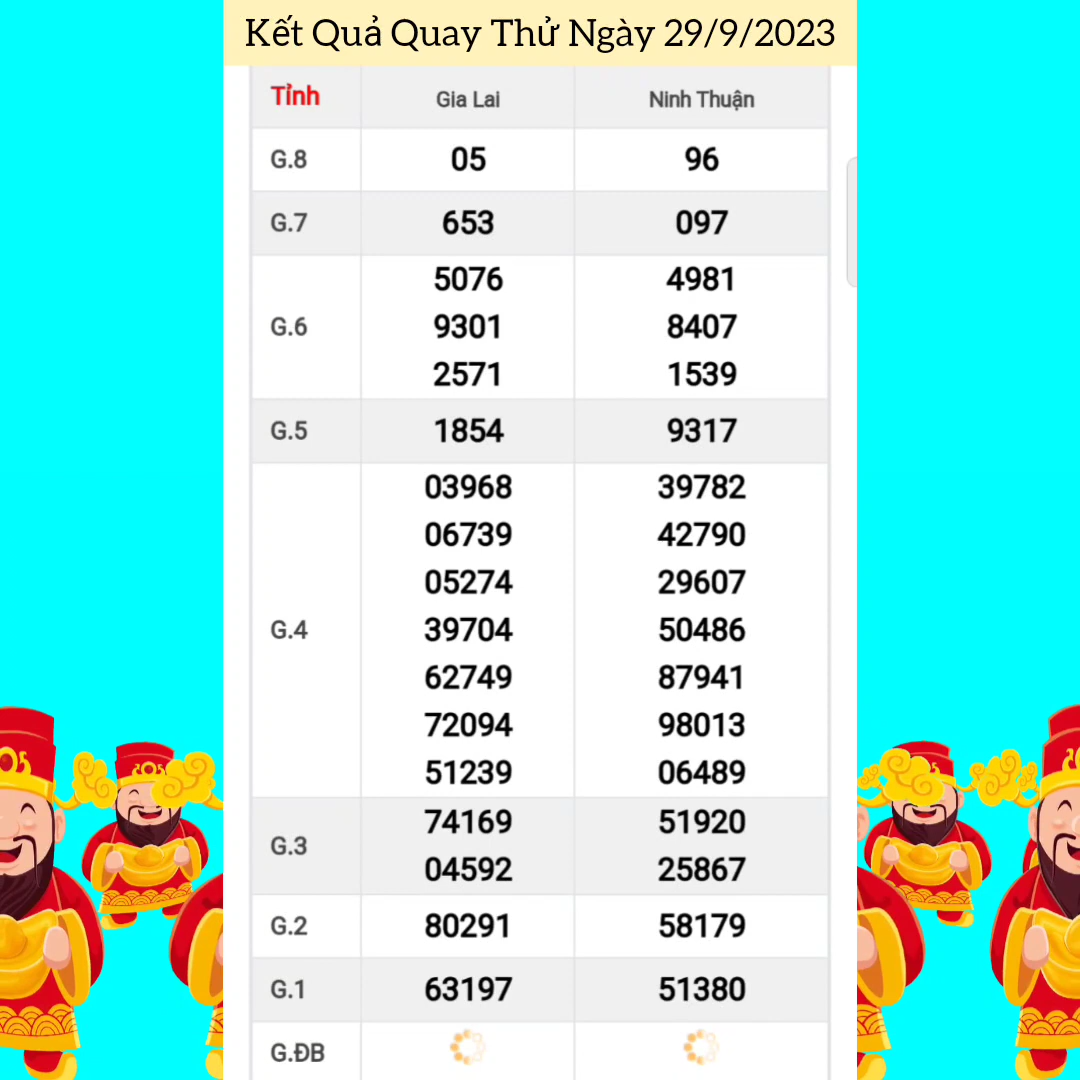 Kết Quả Quay Thử Ngày 29/9/2023
Tỉnh Gia Lai Ninh Thuận
G.8 05 96
G.7 653 097
5076 4981
G.6 9301 8407
2571 1539
G.5 1854 9317
03968 39782
06739 42790
05274 29607
G.4 39704 50486
62749 87941
72094 98013
51239 06489
74169 51920
G.3
04592 25867
G.2 80291 58179
G.1 63197 51380
G.ĐB